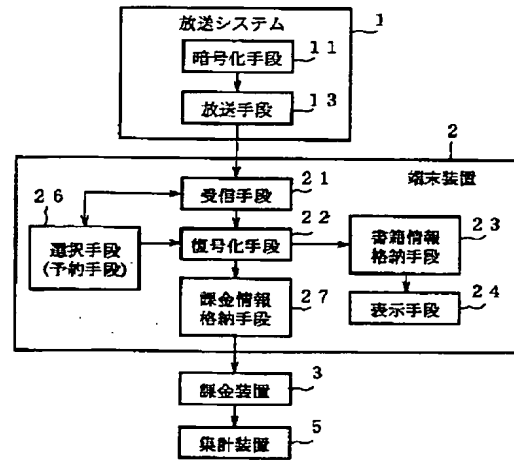 放送システム
1
暗号化手段
11
放送手段
13
2
端末装置
26
受信手段
21
選択手段
(予約手段)
復号化手段
22
書籍情報
格納手段
23
課金情報
格納手段
27
表示手段
24
課金装置
3
集計装置
5